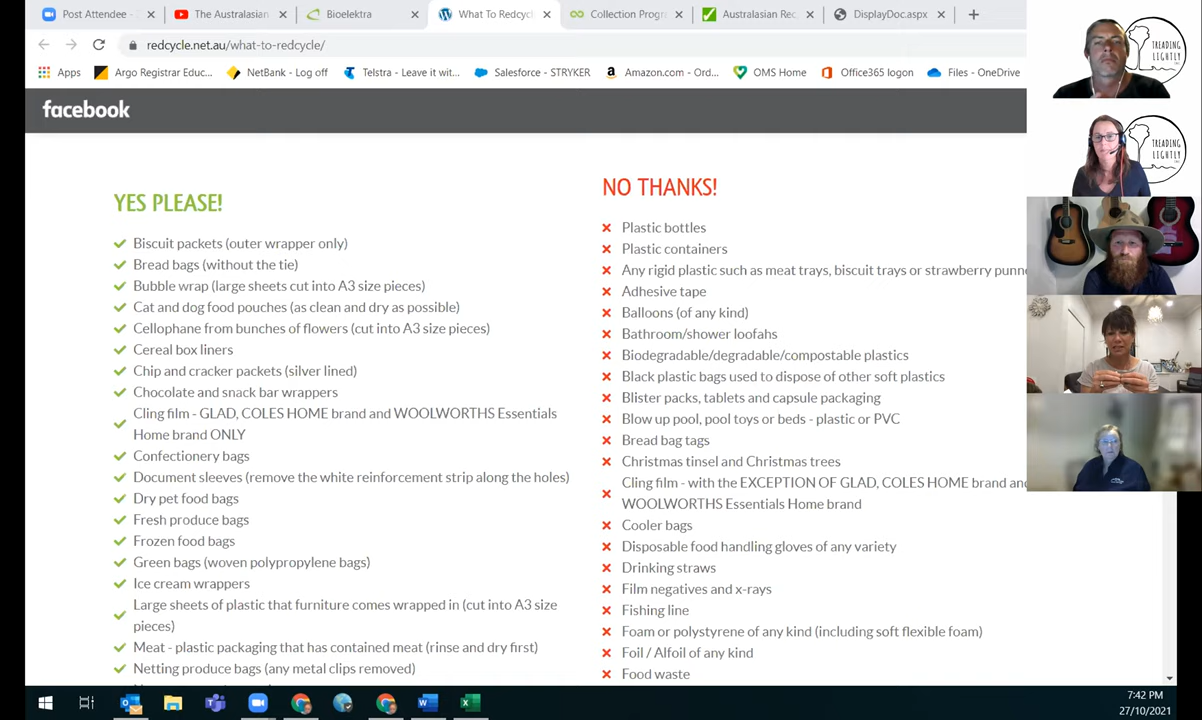 Post Attendee -
The Australasian
Bioelektra
What To Redcycl
Collection Progr
Australasian Rec
DisplayDoc.aspx
redcycle.net.au/what-to-redcycle/
Apps
Argo Registrar Educ...
NetBank - Log off
Telstra - Leave it wit...
Salesforce - STRYKER
Amazon.com - Ord...
OMS Home
Office365 logon
Files - OneDrive
facebook
YES PLEASE!
Biscuit packets (outer wrapper only)
Bread bags (without the tie)
Bubble wrap (large sheets cut into A3 size pieces)
Cat and dog food pouches (as clean and dry as possible)
Cellophane from bunches of flowers (cut into A3 size pieces)
Cereal box liners
Chip and cracker packets (silver lined)
Chocolate and snack bar wrappers
Cling film - GLAD, COLES HOME brand and WOOLWORTHS Essentials
Home brand ONLY
Confectionery bags
Document sleeves (remove the white reinforcement strip along the holes)
Dry pet food bags
Fresh produce bags
Frozen food bags
Green bags (woven polypropylene bags)
Ice cream wrappers
Large sheets of plastic that furniture comes wrapped in (cut into A3 size
pieces)
Meat - plastic packaging that has contained meat (rinse and dry first)
Netting produce bags (any metal clips removed)
NO THANKS!
Plastic bottles
Plastic containers
Any rigid plastic such as meat trays, biscuit trays or strawberry punne
Adhesive tape
Balloons (of any kind)
Bathroom/shower loofahs
Biodegradable/degradable/compostable plastics
Black plastic bags used to dispose of other soft plastics
Blister packs, tablets and capsule packaging
Blow up pool, pool toys or beds - plastic or PVC
Bread bag tags
Christmas tinsel and Christmas trees
Cling film - with the EXCEPTION OF GLAD, COLES HOME brand and
WOOLWORTHS Essentials Home brand
Cooler bags
Disposable food handling gloves of any variety
Drinking straws
Film negatives and x-rays
Fishing line
Foam or polystyrene of any kind (including soft flexible foam)
Foil / Alfoil of any kind
Food waste
TREADING
LIGHTLY
TREADING
LIGHTLY
7:42 PM
27/10/2021